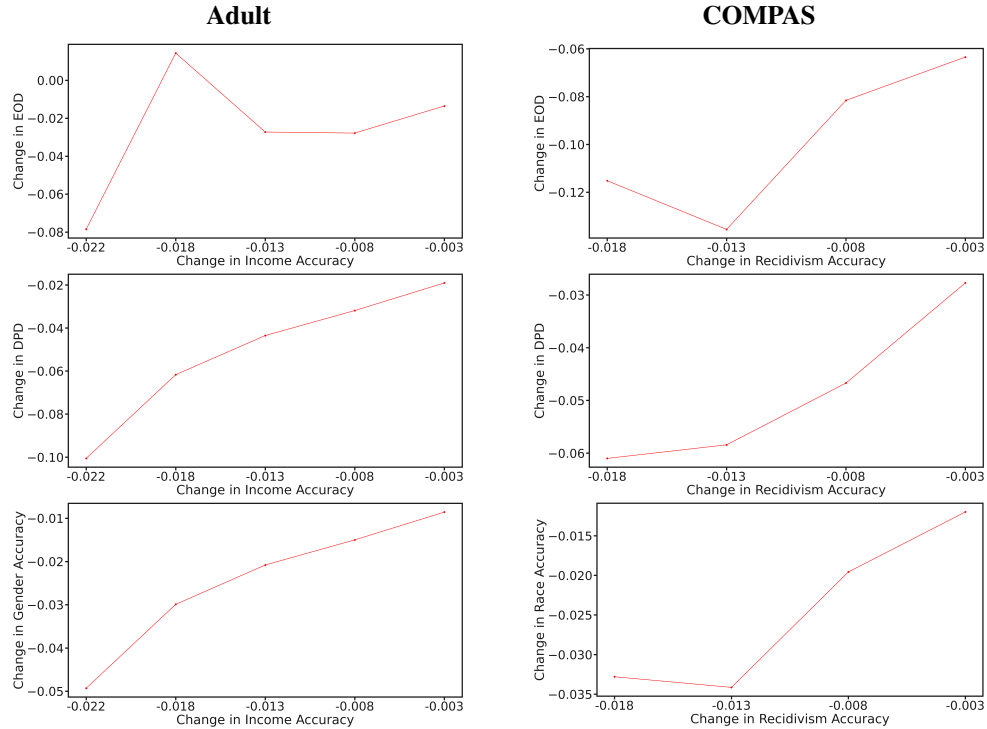 Adult
COMPAS
Change in EOD
0.00
−0.02
−0.04
−0.06
−0.08
-0.022 -0.018 -0.013 -0.008 -0.003
Change in Income Accuracy
Change in EOD
−0.06
−0.08
−0.10
−0.12
-0.018 -0.013 -0.008 -0.003
Change in Recidivism Accuracy
Change in DPD
−0.02
−0.04
−0.06
−0.08
−0.10
-0.022 -0.018 -0.013 -0.008 -0.003
Change in Income Accuracy
Change in DPD
−0.03
−0.04
−0.05
−0.06
-0.018 -0.013 -0.008 -0.003
Change in Recidivism Accuracy
Change in Gender Accuracy
−0.01
−0.02
−0.03
−0.04
−0.05
-0.022 -0.018 -0.013 -0.008 -0.003
Change in Income Accuracy
Change in Race Accuracy
−0.015
−0.020
−0.025
−0.030
−0.035
-0.018 -0.013 -0.008 -0.003
Change in Recidivism Accuracy